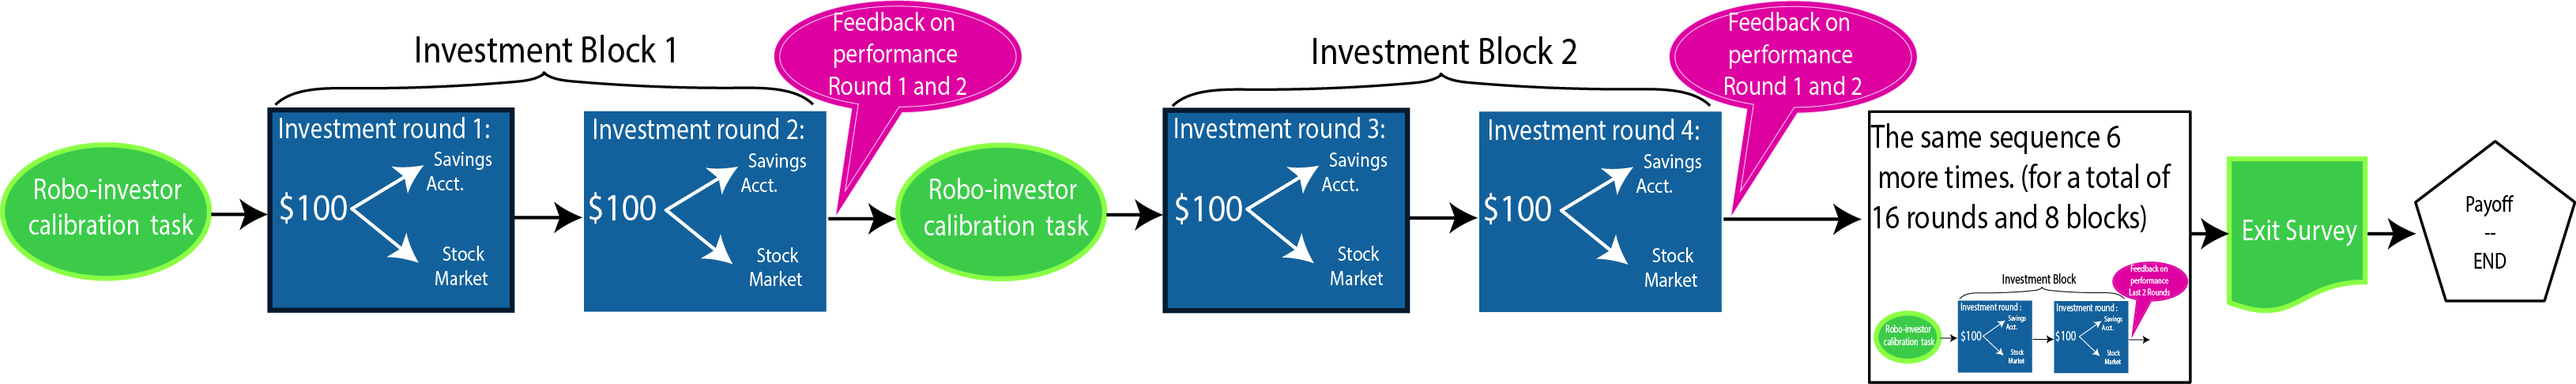 Robo-investor
calibration task
Investment Block 1
Investment round 1:
$100
Savings
Acct.
Stock
Market
Investment round 2:
$100
Savings
Acct.
Stock
Market
Feedback on
performance
Round 1 and 2
Robo-investor
calibration task
Investment Block 2
Investment round 3:
$100
Savings
Acct.
Stock
Market
Investment round 4:
$100
Savings
Acct.
Stock
Market
Feedback on
performance
Round 1 and 2
The same sequence 6
more times. (for a total of
16 rounds and 8 blocks)
Robo-investor
calibration task
Investment Block
Investment round :
$100
Savings
Acct.
Stock
Market
Investment round :
$100
Savings
Acct.
Stock
Market
Feedback on
performance
Last 2 Rounds
Exit Survey
Payoff
--
END